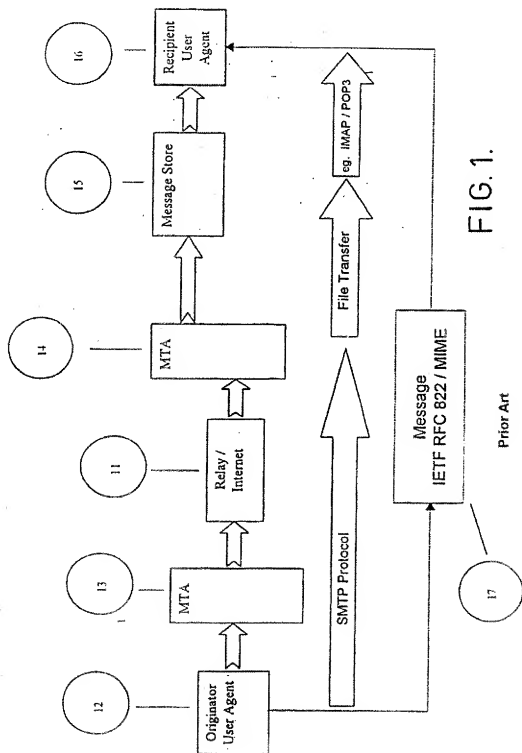 12
13
11
14
15
16
Originator
User Agent
MTA
Relay /
Internet
MTA
Message Store
Recipient
User
Agent
SMTP Protocol
File Transfer
eg. IMAP / POP3
Message
IETF RFC 822 / MIME
17
Prior Art
FIG. 1.